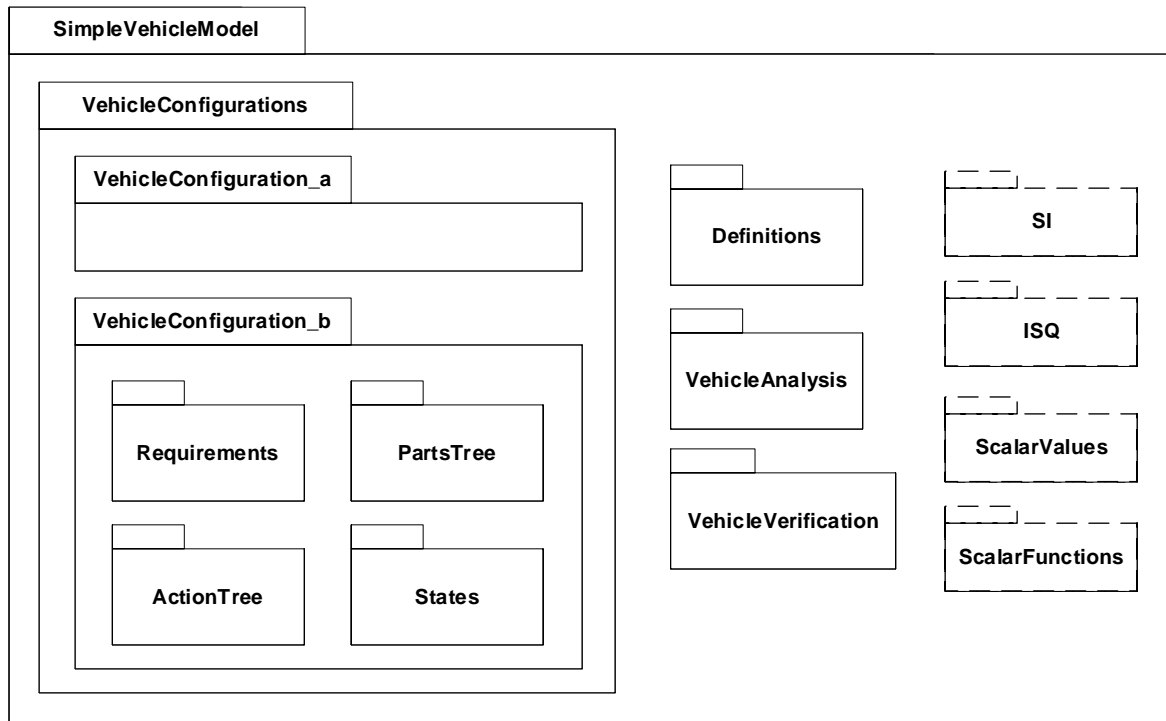 SimpleVehicleModel
VehicleConfigurations
VehicleConfiguration_a
VehicleConfiguration_b
Requirements
PartsTree
ActionTree
States
Definitions
VehicleAnalysis
VehicleVerification
SI
ISQ
ScalarValues
ScalarFunctions